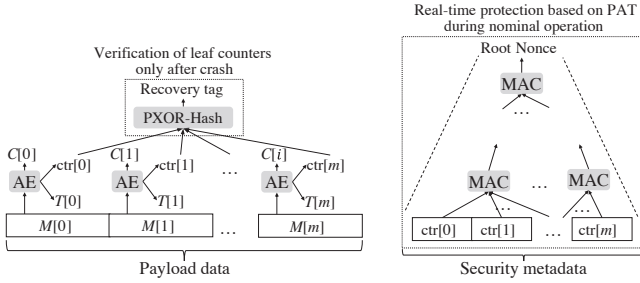 Verification of leaf counters
only after crash
Recovery tag
PXOR-Hash
C[0] ctr[0] C[1] ctr[1] C[i] ctr[m]
AE AE ... AE
T[0] T[1] T[m]
M[0] M[1] ... M[m]
Payload data
Real-time protection based on PAT
during nominal operation
Root Nonce
MAC
...
MAC ... MAC
... ...
ctr[0] ctr[1] ... ctr[m]
Security metadata